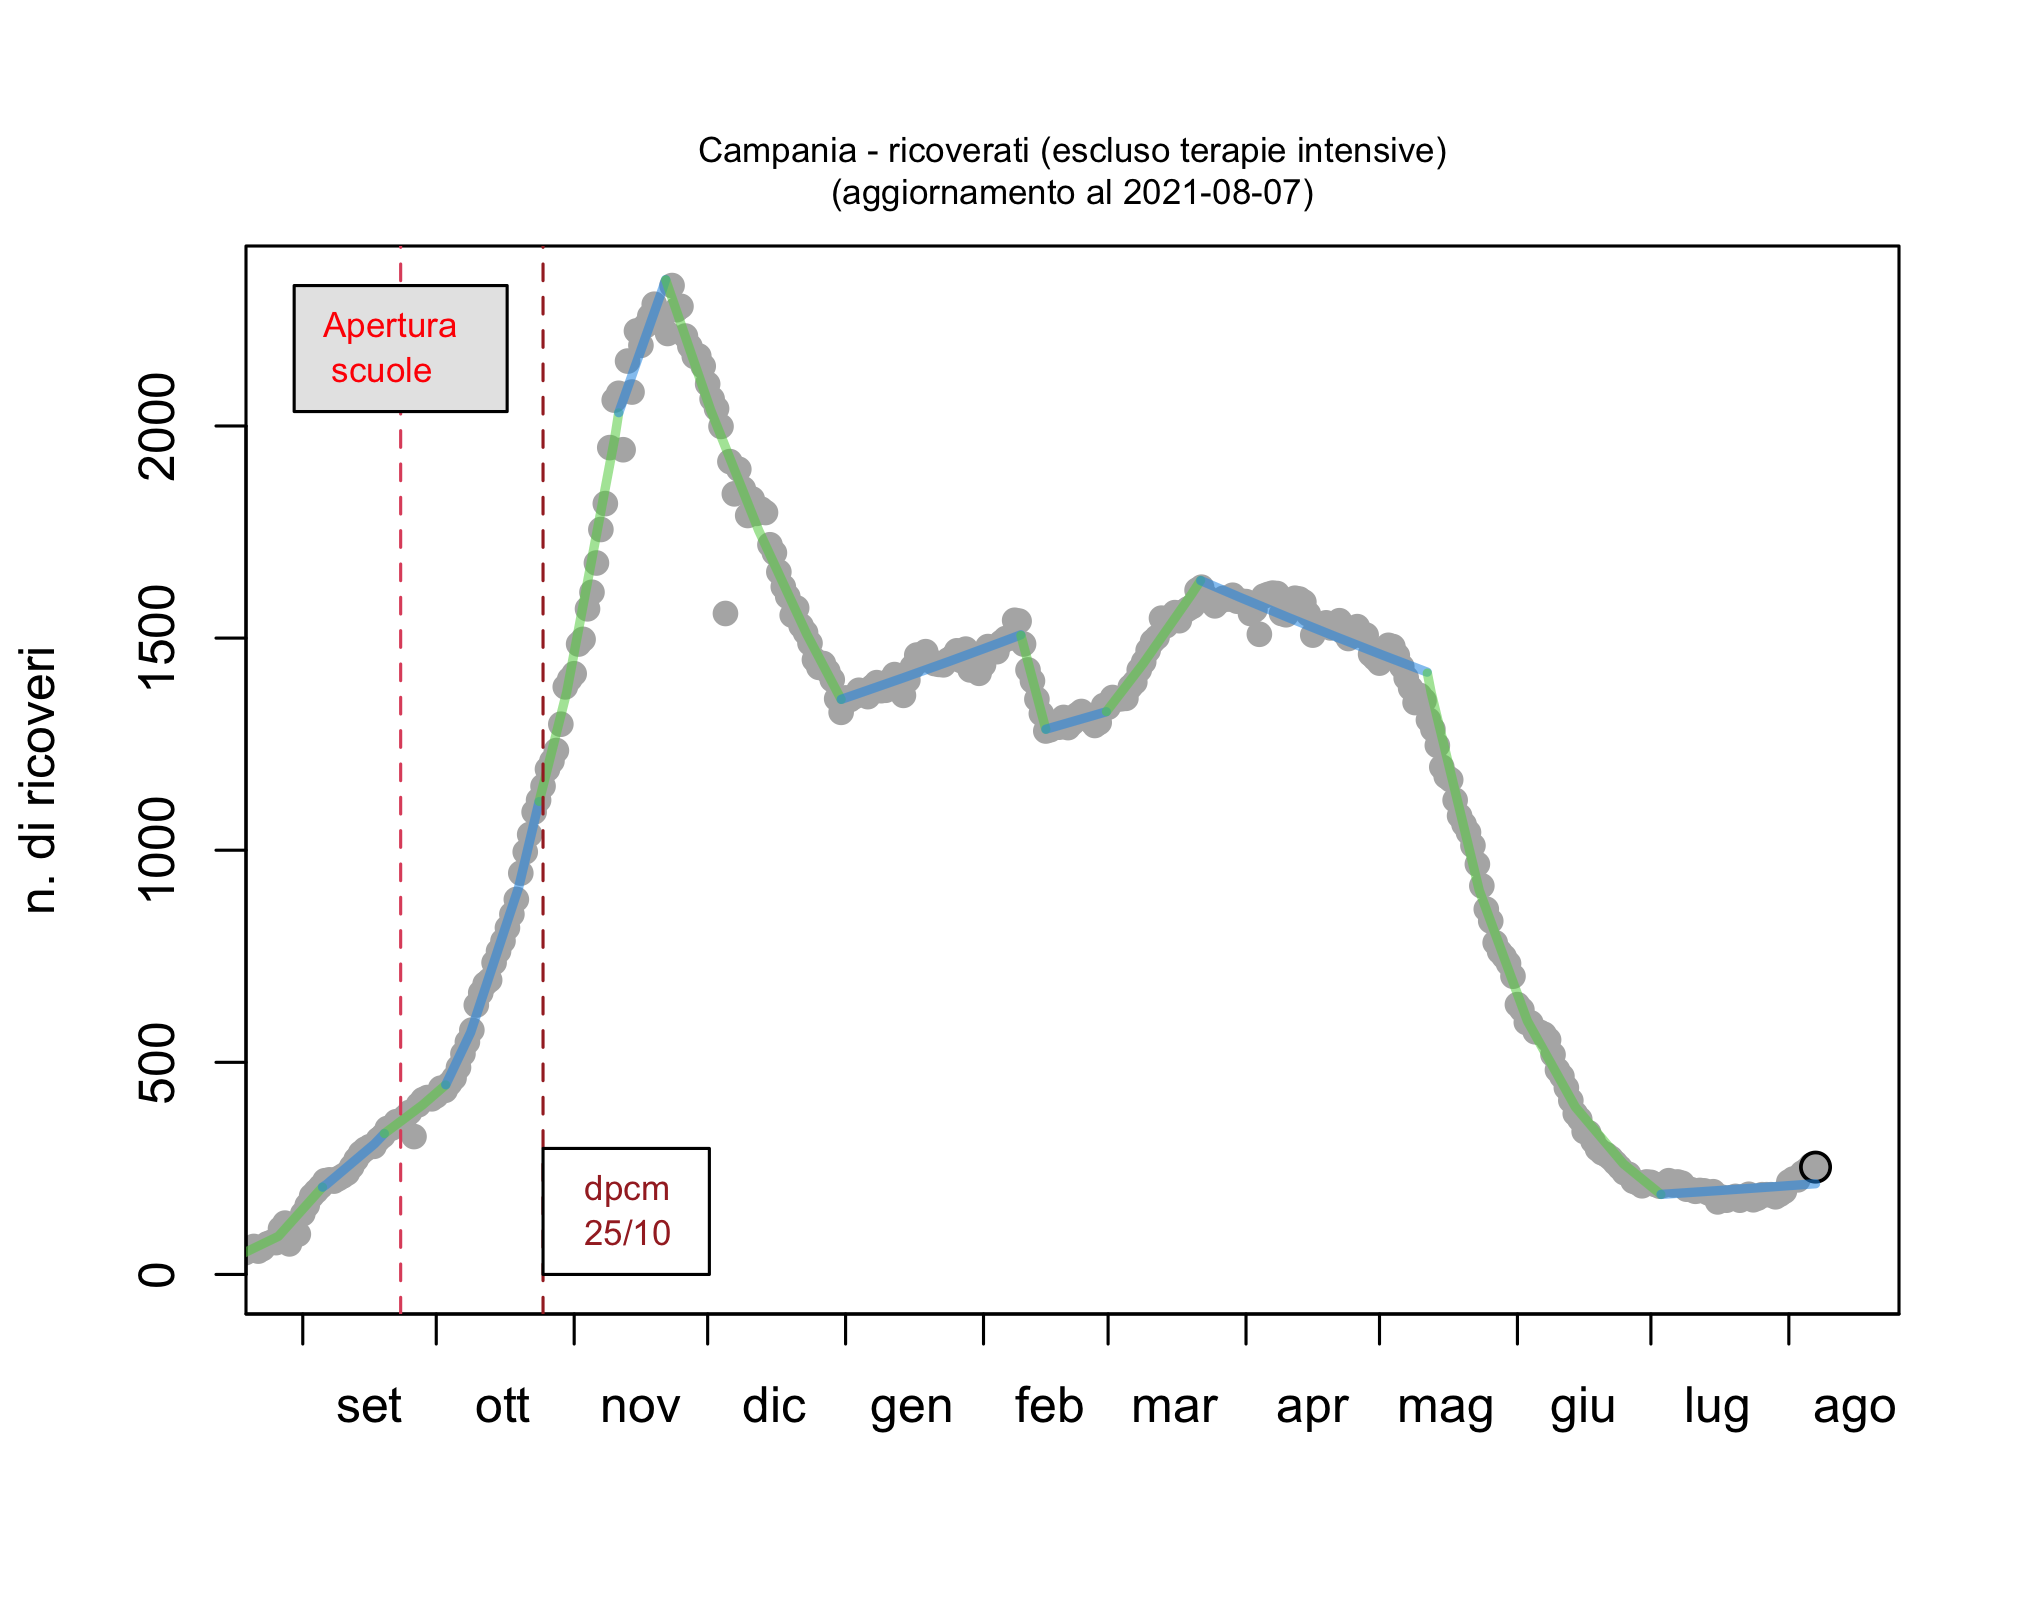 Campania - ricoverati (escluso terapie intensive)
(aggiornamento al 2021-08-07)
Apertura
scuole
dpcm
25/10
n. di ricoveri
2000
1500
1000
500
0
set ott nov dic gen feb mar apr mag giu lug ago